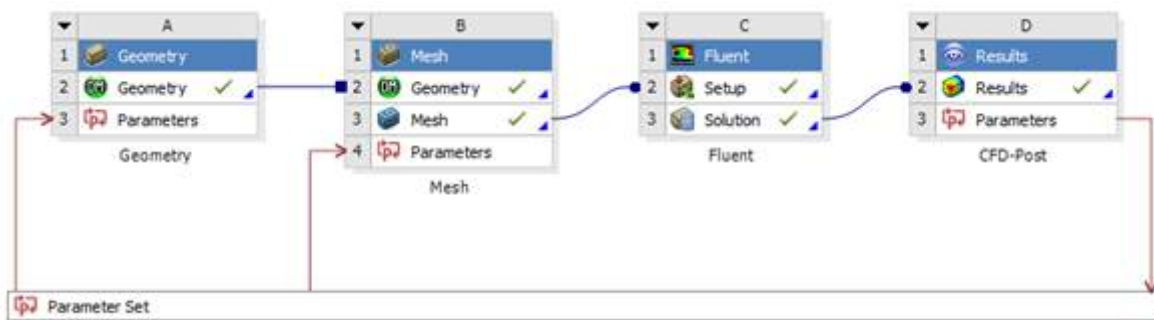 A
1 Geometry
2 Geometry
3 Parameters
Geometry
B
1 Mesh
2 Geometry
3 Mesh
4 Parameters
Mesh
C
1 Fluent
2 Setup
3 Solution
Fluent
D
1 Results
2 Results
3 Parameters
CFD-Post
Parameter Set